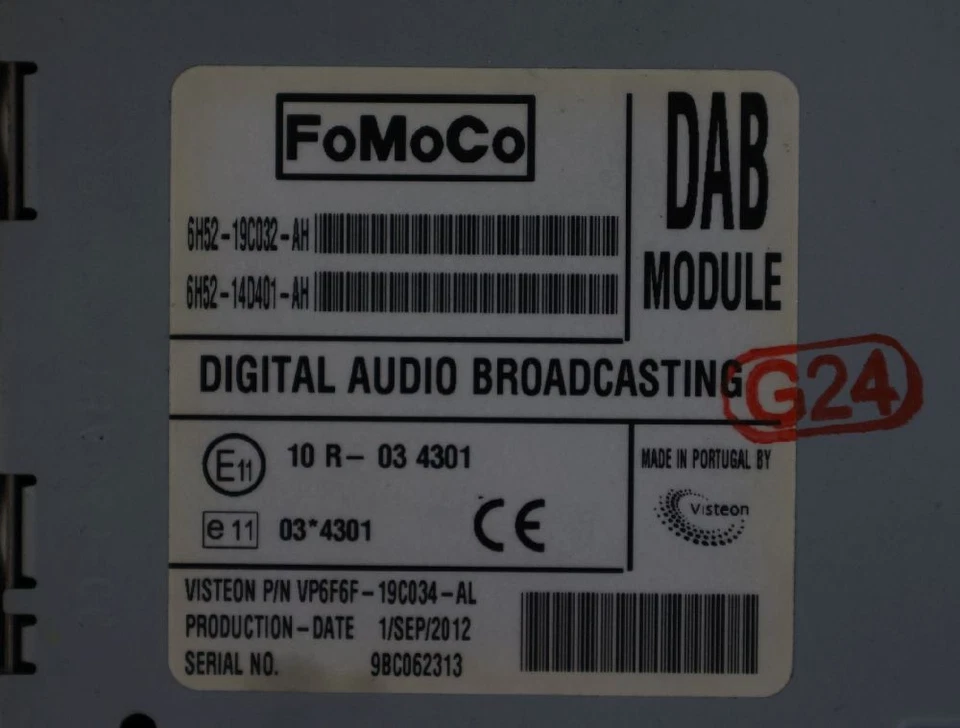 FoMoCo
DAB
MODULE
6H52-19C032-AH
6H52-14D401-AH
DIGITAL AUDIO BROADCASTING
G24
E11 10 R- 03 4301
e 11 03*4301
CE
MADE IN PORTUGAL BY
Visteon
VISTEON P/N VP6F6F-19C034-AL
PRODUCTION-DATE 1/SEP/2012
SERIAL NO. 9BC062313